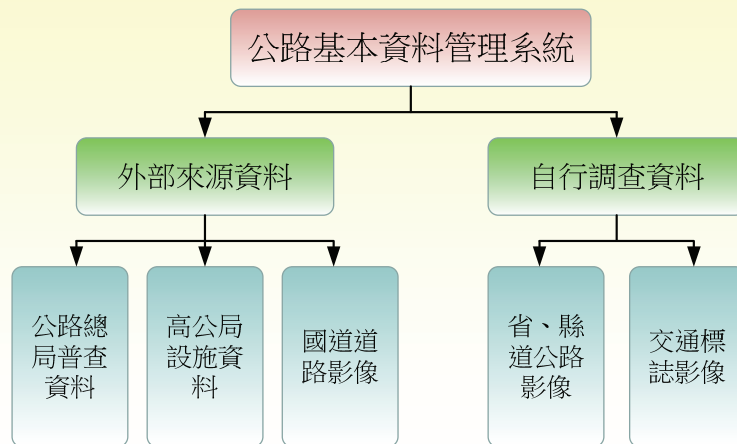 公路基本資料管理系統
外部來源資料
自行調查資料
公路總
局普查
資料
高公局
設施資
料
國道道
路影像
省、縣
道公路
影像
交通標
誌影像